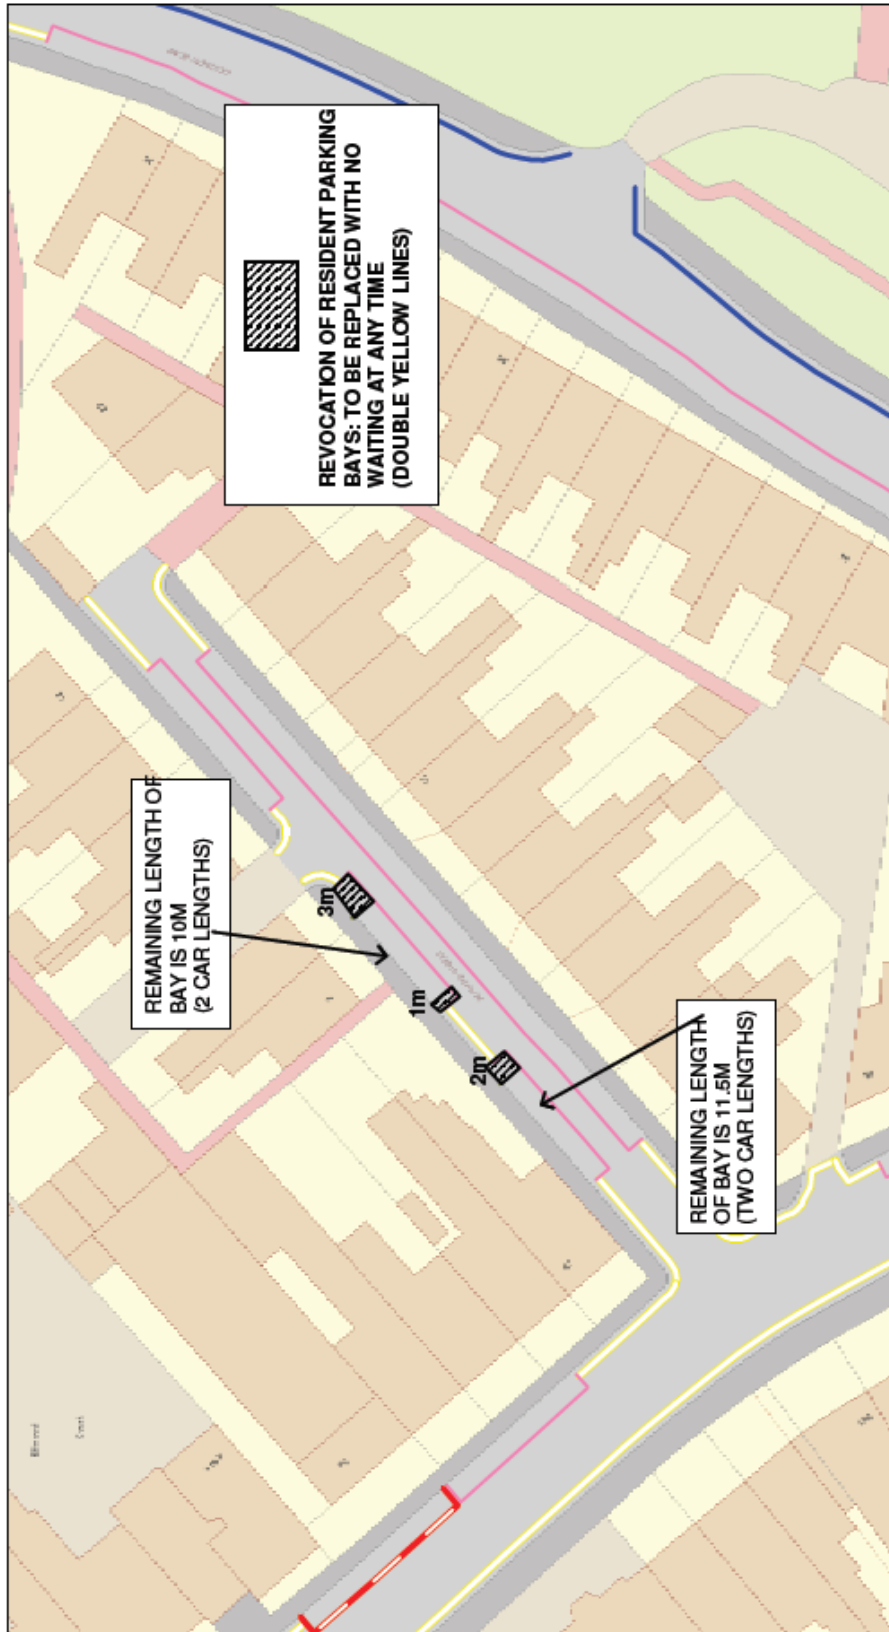 REVOCATION OF RESIDENT PARKING
BAYS: TO BE REPLACED WITH NO
WAITING AT ANY TIME
(DOUBLE YELLOW LINES)
REMAINING LENGTH OF
BAY IS 10M
(2 CAR LENGTHS)
3m
1m
2m
REMAINING LENGTH
OF BAY IS 11.5M
(TWO CAR LENGTHS)
Court